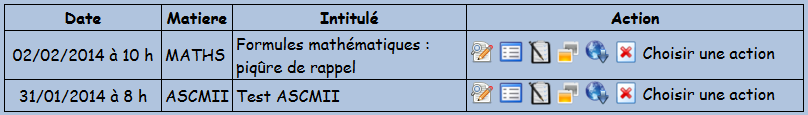 Date Matiere Intitulé Action
02/02/2014 à 10 h MATHS Formules mathématiques : Choisir une action
piqûre de rappel
31/01/2014 à 8 h ASCMII Test ASCMII Choisir une action